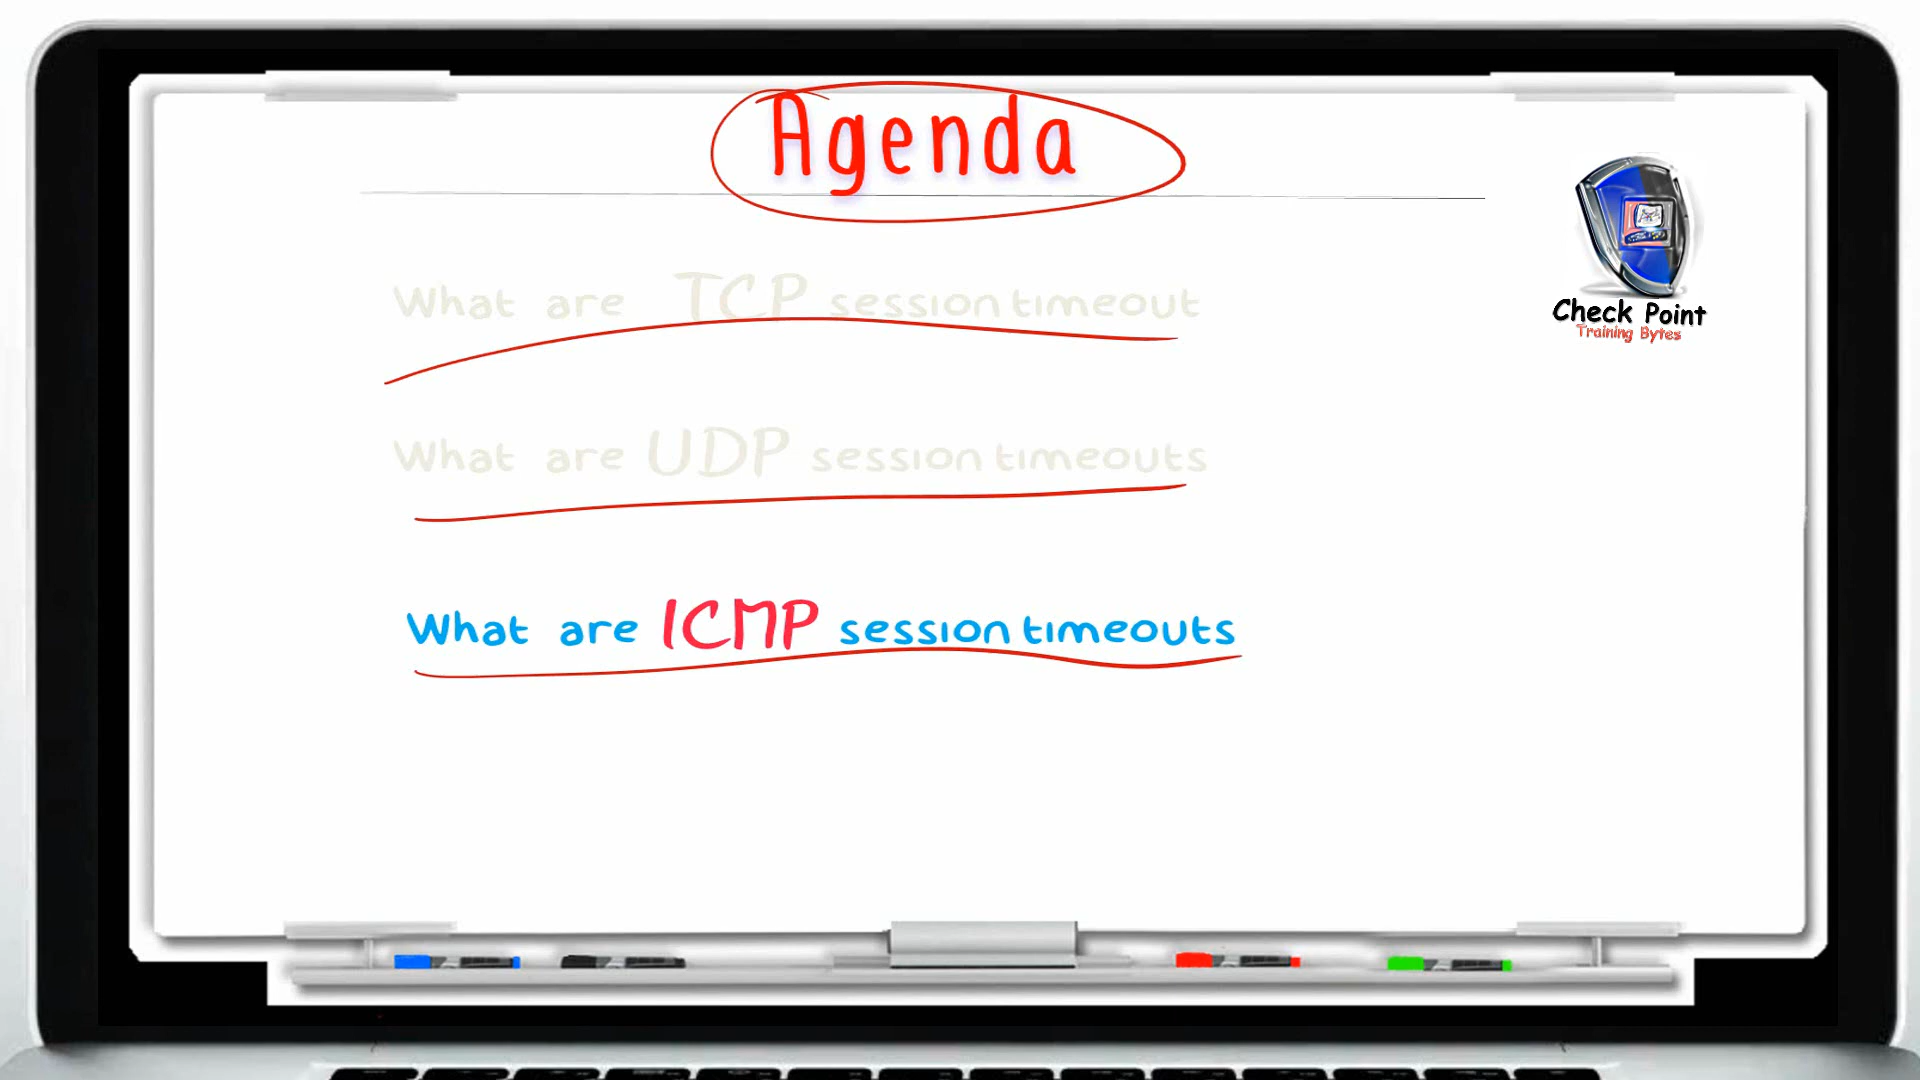 Agenda
What are TCP session timeout
Check Point
Training Bytes
What are UDP session timeouts
What are ICMP session timeouts